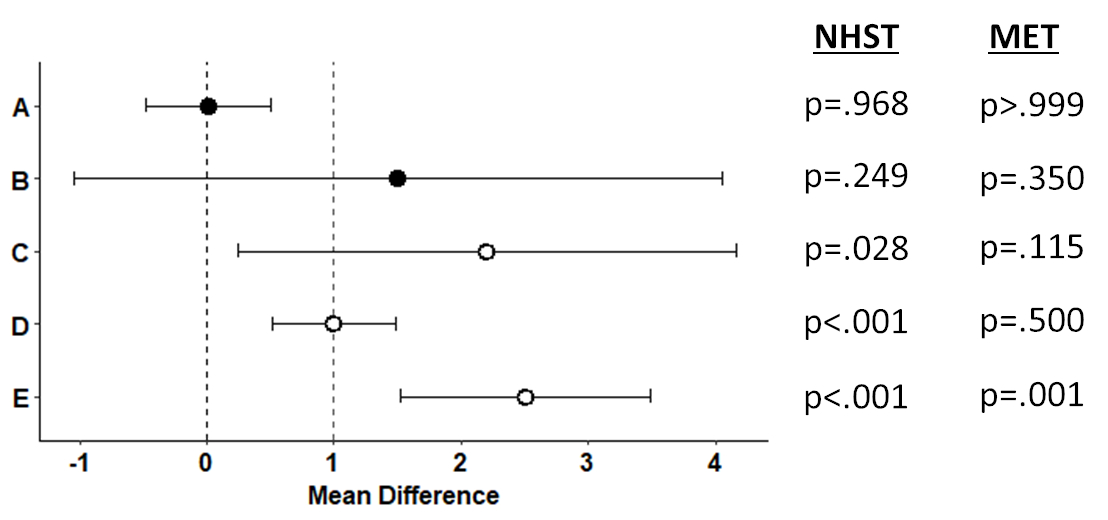 NHST MET
A p=.968 p>.999
B p=.249 p=.350
C p=.028 p=.115
D p<.001 p=.500
E p<.001 p=.001
-1 0 1 2 3 4
Mean Difference